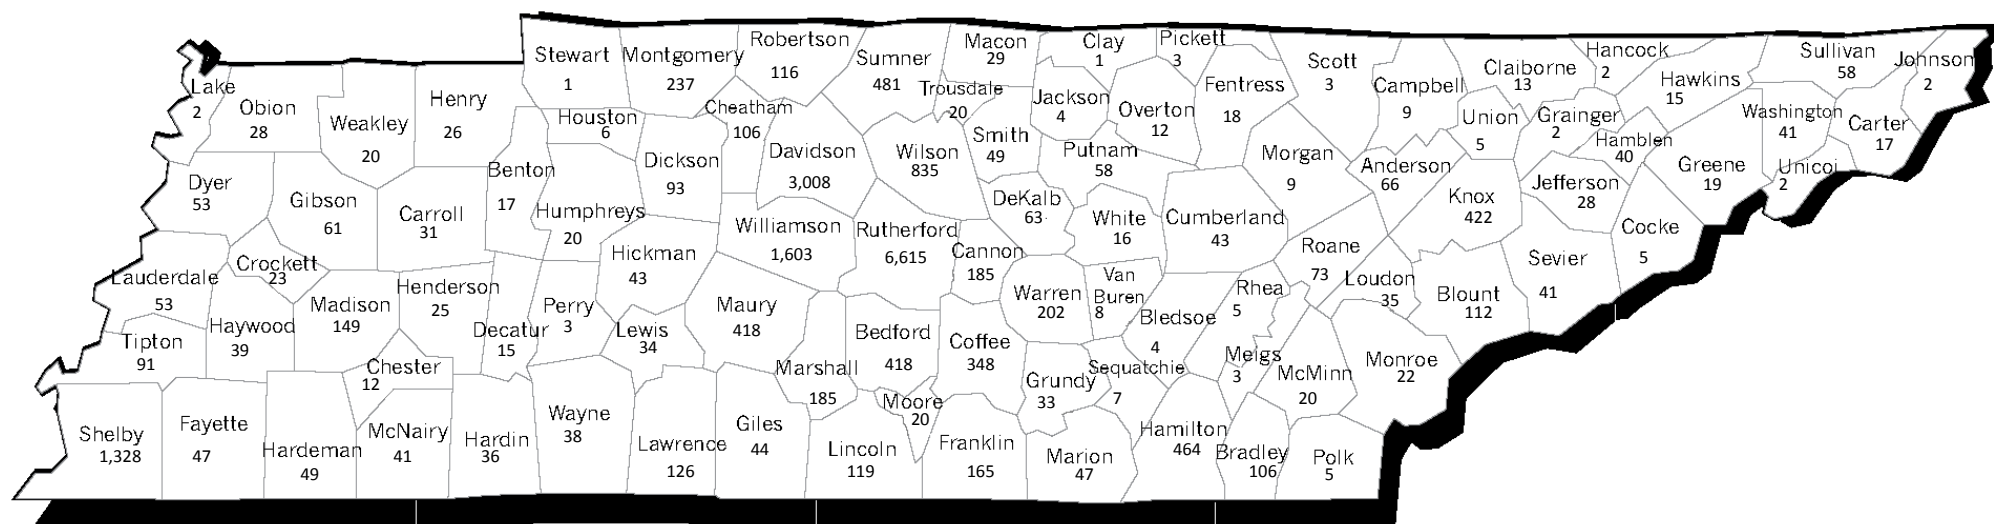 Lake
2
Obion
28
Weakley
20
Henry
26
Stewart
1
Montgomery
237
Robertson
116
Sumner
481
Macon
29
Trousdale
20
Clay
1
Pickett
3
Scott
3
Campbell
9
Claiborne
13
Hancock
2
Hawkins
15
Sullivan
58
Johnson
2
Houston
6
Cheatham
106
Jackson
4
Overton
12
Fentress
18
Union
5
Grainger
2
Hamblen
40
Washington
41
Carter
17
Dyer
53
Gibson
61
Carroll
31
Benton
17
Humphreys
20
Dickson
93
Davidson
3,008
Wilson
835
Smith
49
Putnam
58
DeKalb
63
White
16
Cumberland
43
Morgan
9
Anderson
66
Knox
422
Jefferson
28
Greene
19
Unicoi
2
Cocke
5
Lauderdale
53
Crockett
23
Haywood
39
Madison
149
Henderson
25
Decatur
15
Perry
3
Hickman
43
Lewis
34
Williamson
1,603
Maury
418
Rutherford
6,615
Cannon
185
Warren
202
Van
Buren
8
Bledsoe
4
Rhea
5
Roane
73
Loudon
35
Blount
112
Sevier
41
Tipton
91
Chester
12
Marshall
185
Bedford
418
Coffee
348
Moore
20
Grundy
33
Sequatchie
7
Meigs
3
McMinn
20
Monroe
22
Shelby
1,328
Fayette
47
Hardeman
49
McNairy
41
Hardin
36
Wayne
38
Lawrence
126
Giles
44
Lincoln
119
Franklin
165
Marion
47
Hamilton
464
Bradley
106
Polk
5